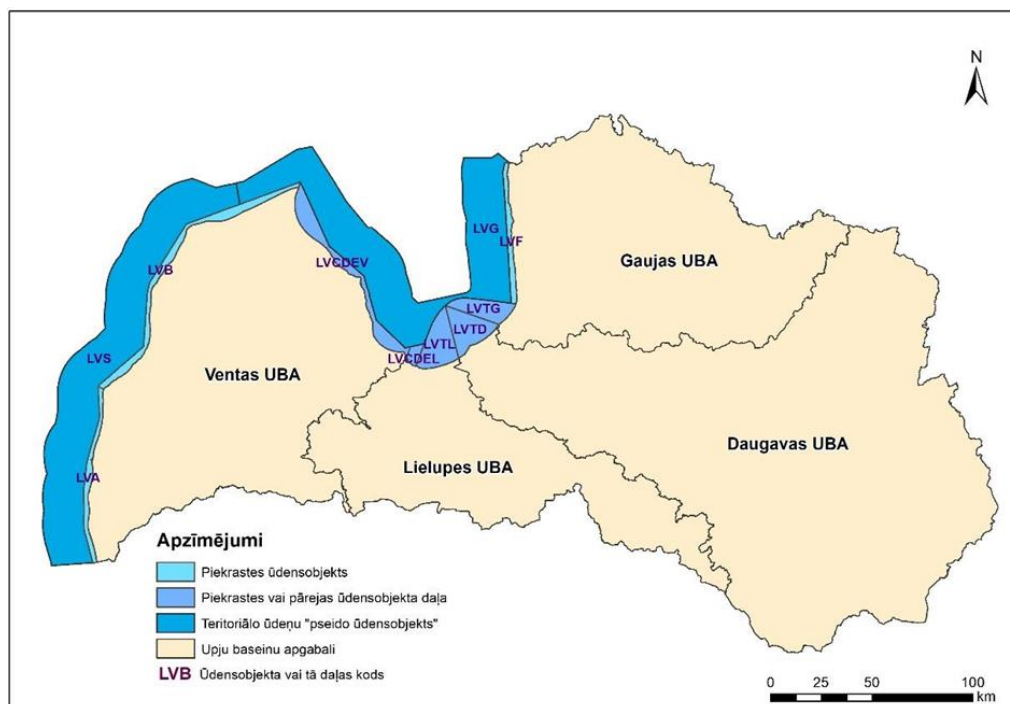 N
LVG
LVF
Gaujas UBA
LVB
LVCDEV
LVTG
LVTD
LVTL
LVCDEL
LVS
Ventas UBA
Daugavas UBA
Lielupes UBA
LVA
Apzīmējumi
Piekrastes ūdensobjekts
Piekrastes vai pārejas ūdensobjekta daļa
Teritoriālo ūdeņu "pseido ūdensobjekts"
Upju baseinu apgabali
LVB Ūdensobjekta vai tā daļas kods
0 25 50 100
km